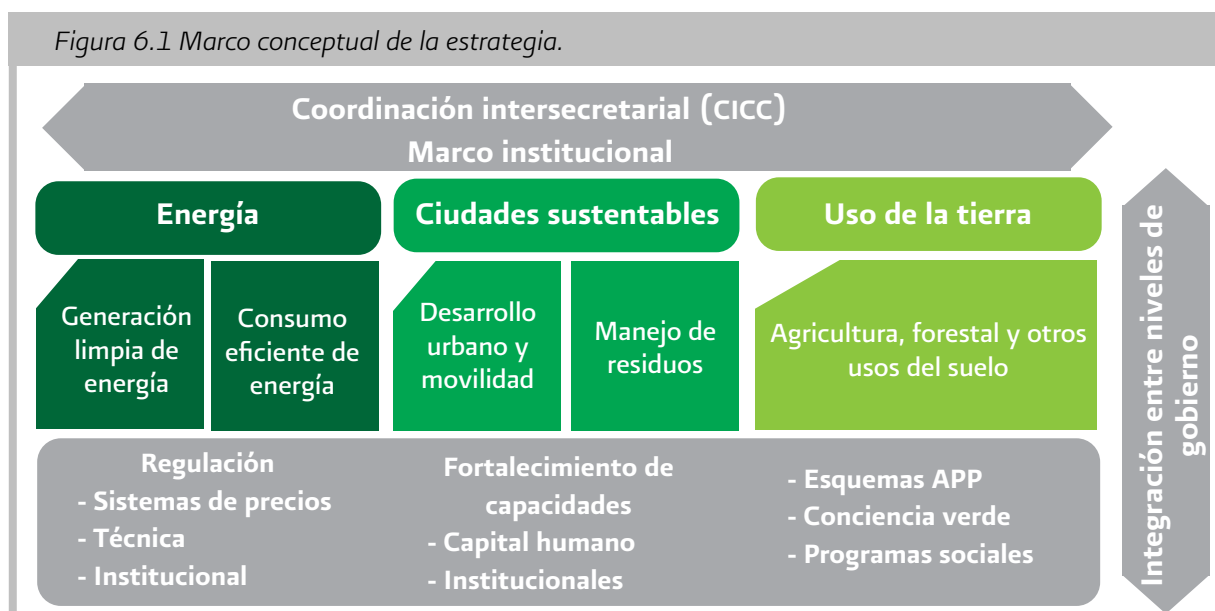 Figura 6.1 Marco conceptual de la estrategia.
Coordinación intersecretarial (CICC)
Marco institucional
Energía
Ciudades sustentables
Uso de la tierra
Generación
limpia de
energía
Consumo
eficiente de
energía
Desarrollo
urbano y
movilidad
Manejo de
residuos
Agricultura, forestal y otros
usos del suelo
Regulación
- Sistemas de precios
- Técnica
- Institucional
Fortalecimiento de
capacidades
- Capital humano
- Institucionales
- Esquemas APP
- Conciencia verde
- Programas sociales
Integración entre niveles de
gobierno